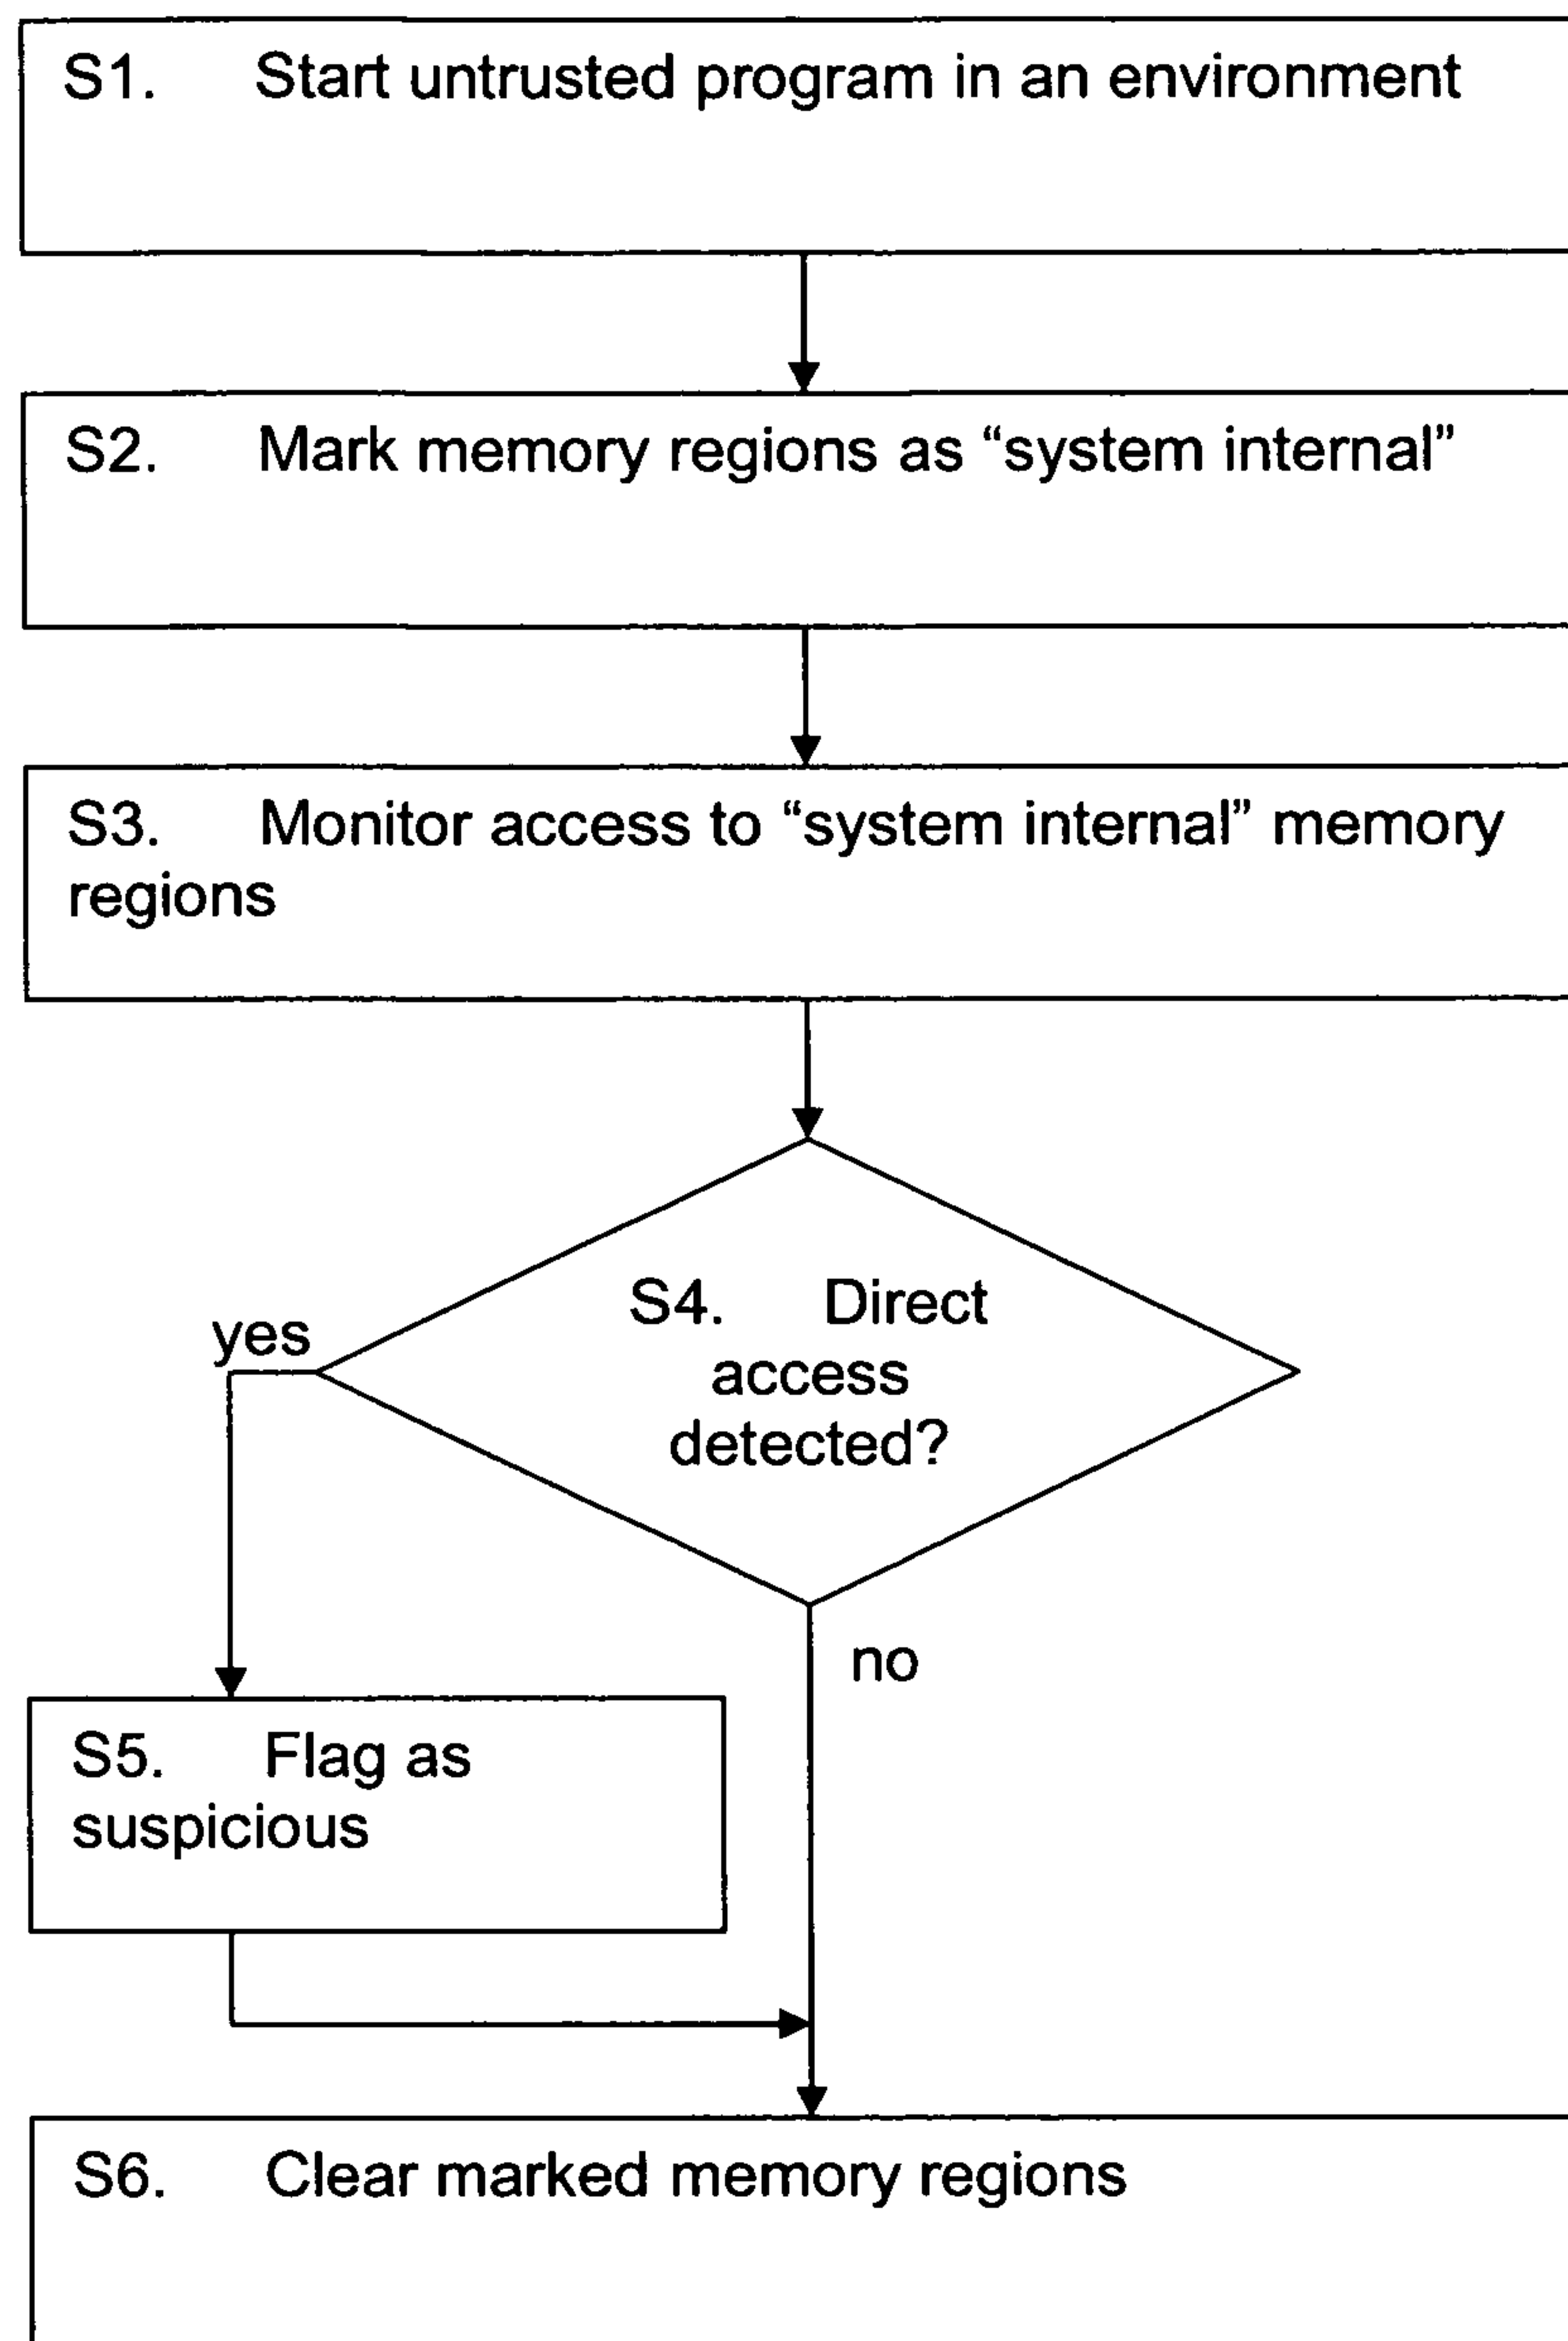 S1. Start untrusted program in an environment
S2. Mark memory regions as “system internal”
S3. Monitor access to “system internal” memory
regions
S4. Direct
access
detected?
yes
no
S5. Flag as
suspicious
S6. Clear marked memory regions